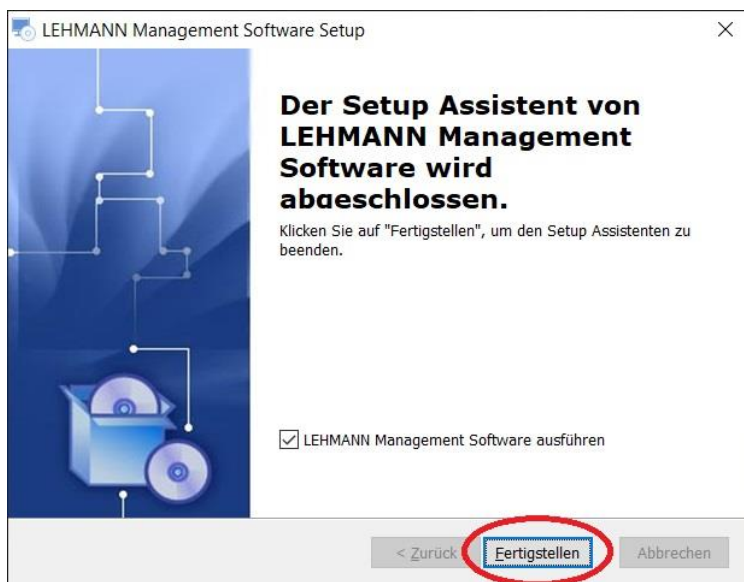 LEHMANN Management Software Setup
Der Setup Assistent von
LEHMANN Management
Software wird
abgeschlossen.
Klicken Sie auf "Fertigstellen", um den Setup Assistenten zu
beenden.
LEHMANN Management Software ausführen
< Zurück
Fertigstellen
Abbrechen